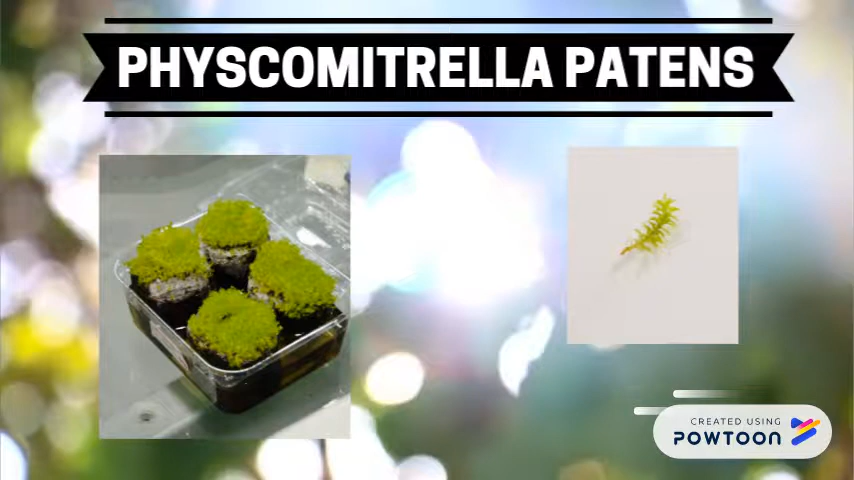 PHYSCOMITRELLA PATENS
CREATED USING
POWTOON